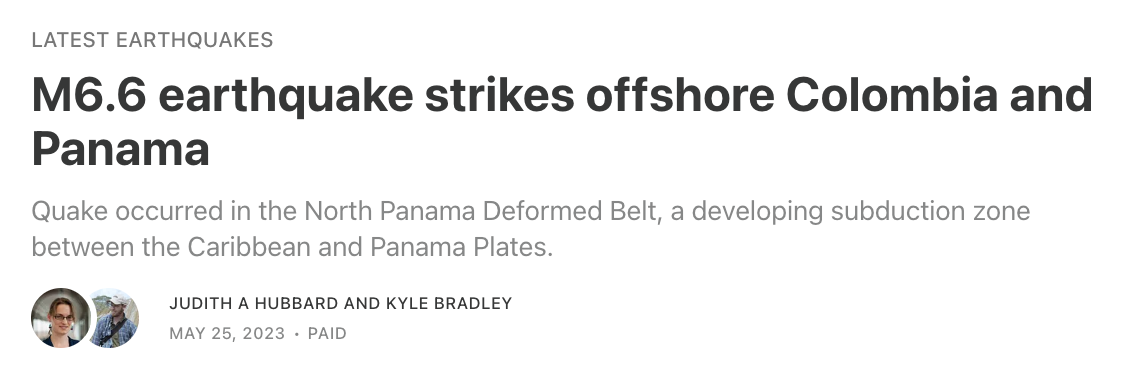 LATEST EARTHQUAKES
M6.6 earthquake strikes offshore Colombia and
Panama
Quake occurred in the North Panama Deformed Belt, a developing subduction zone
between the Caribbean and Panama Plates.
JUDITH A HUBBARD AND KYLE BRADLEY
MAY 25, 2023 • PAID